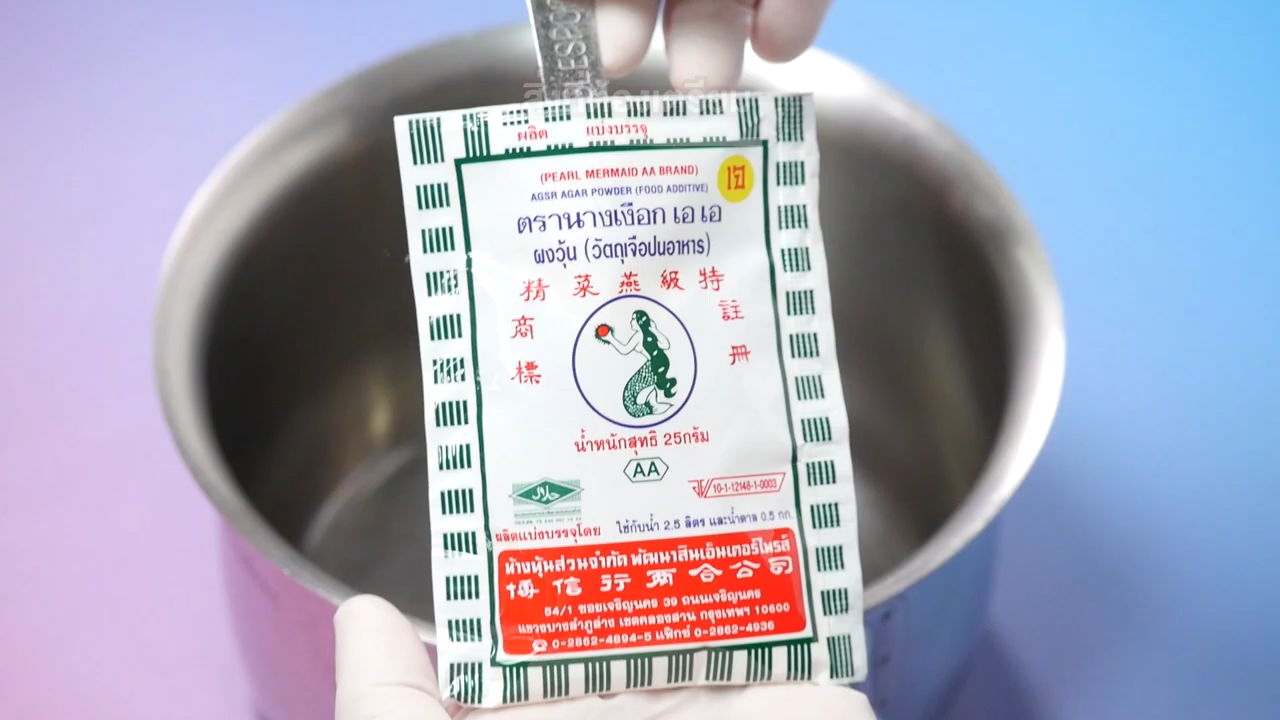 ผลิต แบ่งบรรจุ
(PEARL MERMAID AA BRAND)
AGSR AGAR POWDER (FOOD ADDITIVE)
เจ
ตรานางเงือก เอ เอ
ผงวุ้น (วัตถุเจือปนอาหาร)
精 菜 燕 級 特
商 註
標 冊
น้ำหนักสุทธิ 25กรัม
AA
حلال
10-1-12148-1-0003
ผลิตแบ่งบรรจุโดย ใช้กับน้ำ 2.5 ลิตร และน้ำตาล 0.5 กก.
ห้างหุ้นส่วนจำกัด พัฒนาสินเอ็นเตอร์ไพรส์
博 信 行 兩 合 公 司
54/1 ซอยเจริญนคร 39 ถนนเจริญนคร
แขวงบางลำภูล่าง เขตคลองสาน กรุงเทพฯ 10600
0-2862-4894-5 แฟ๊กซ์ 0-2862-4936